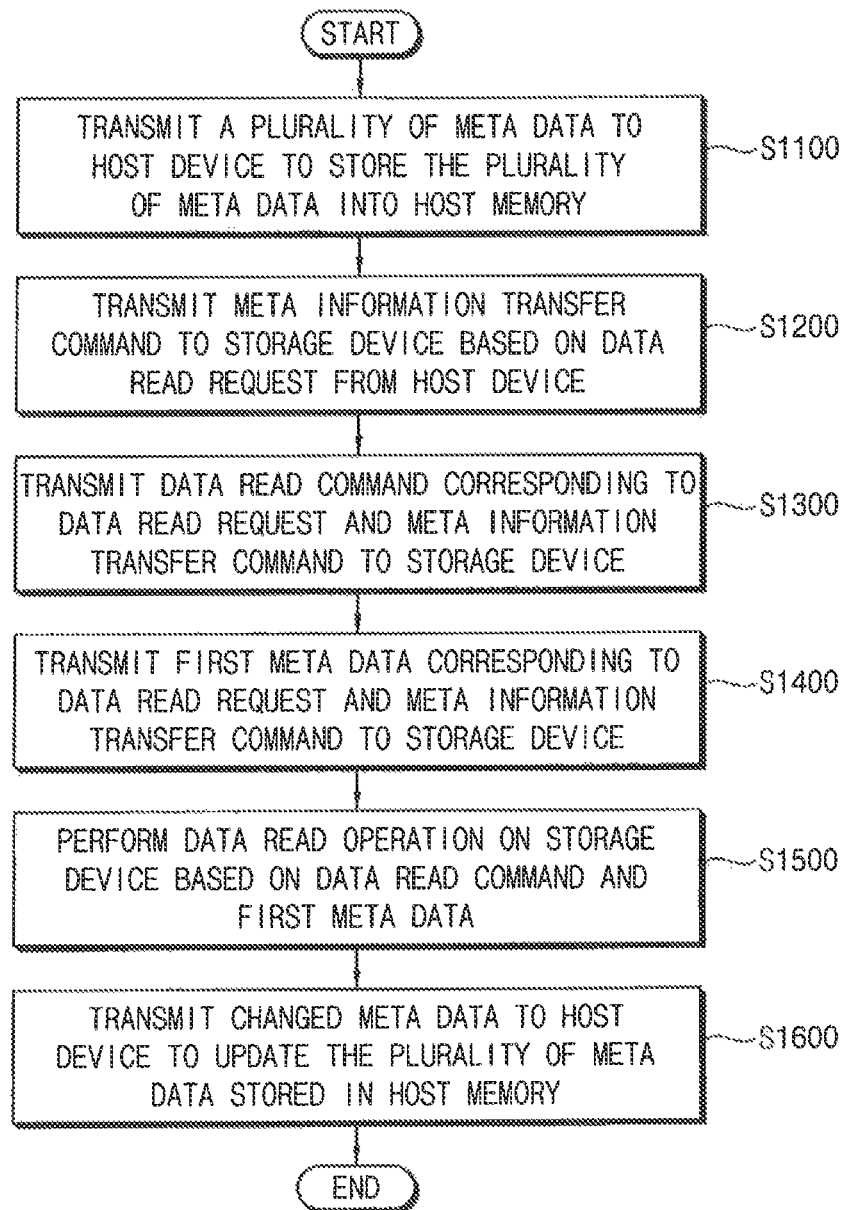 START
TRANSMIT A PLURALITY OF META DATA TO
HOST DEVICE TO STORE THE PLURALITY
OF META DATA INTO HOST MEMORY
S1100
TRANSMIT META INFORMATION TRANSFER
COMMAND TO STORAGE DEVICE BASED ON DATA
READ REQUEST FROM HOST DEVICE
S1200
TRANSMIT DATA READ COMMAND CORRESPONDING TO
DATA READ REQUEST AND META INFORMATION
TRANSFER COMMAND TO STORAGE DEVICE
S1300
TRANSMIT FIRST META DATA CORRESPONDING TO
DATA READ REQUEST AND META INFORMATION
TRANSFER COMMAND TO STORAGE DEVICE
S1400
PERFORM DATA READ OPERATION ON STORAGE
DEVICE BASED ON DATA READ COMMAND AND
FIRST META DATA
S1500
TRANSMIT CHANGED META DATA TO HOST
DEVICE TO UPDATE THE PLURALITY OF META
DATA STORED IN HOST MEMORY
S1600
END